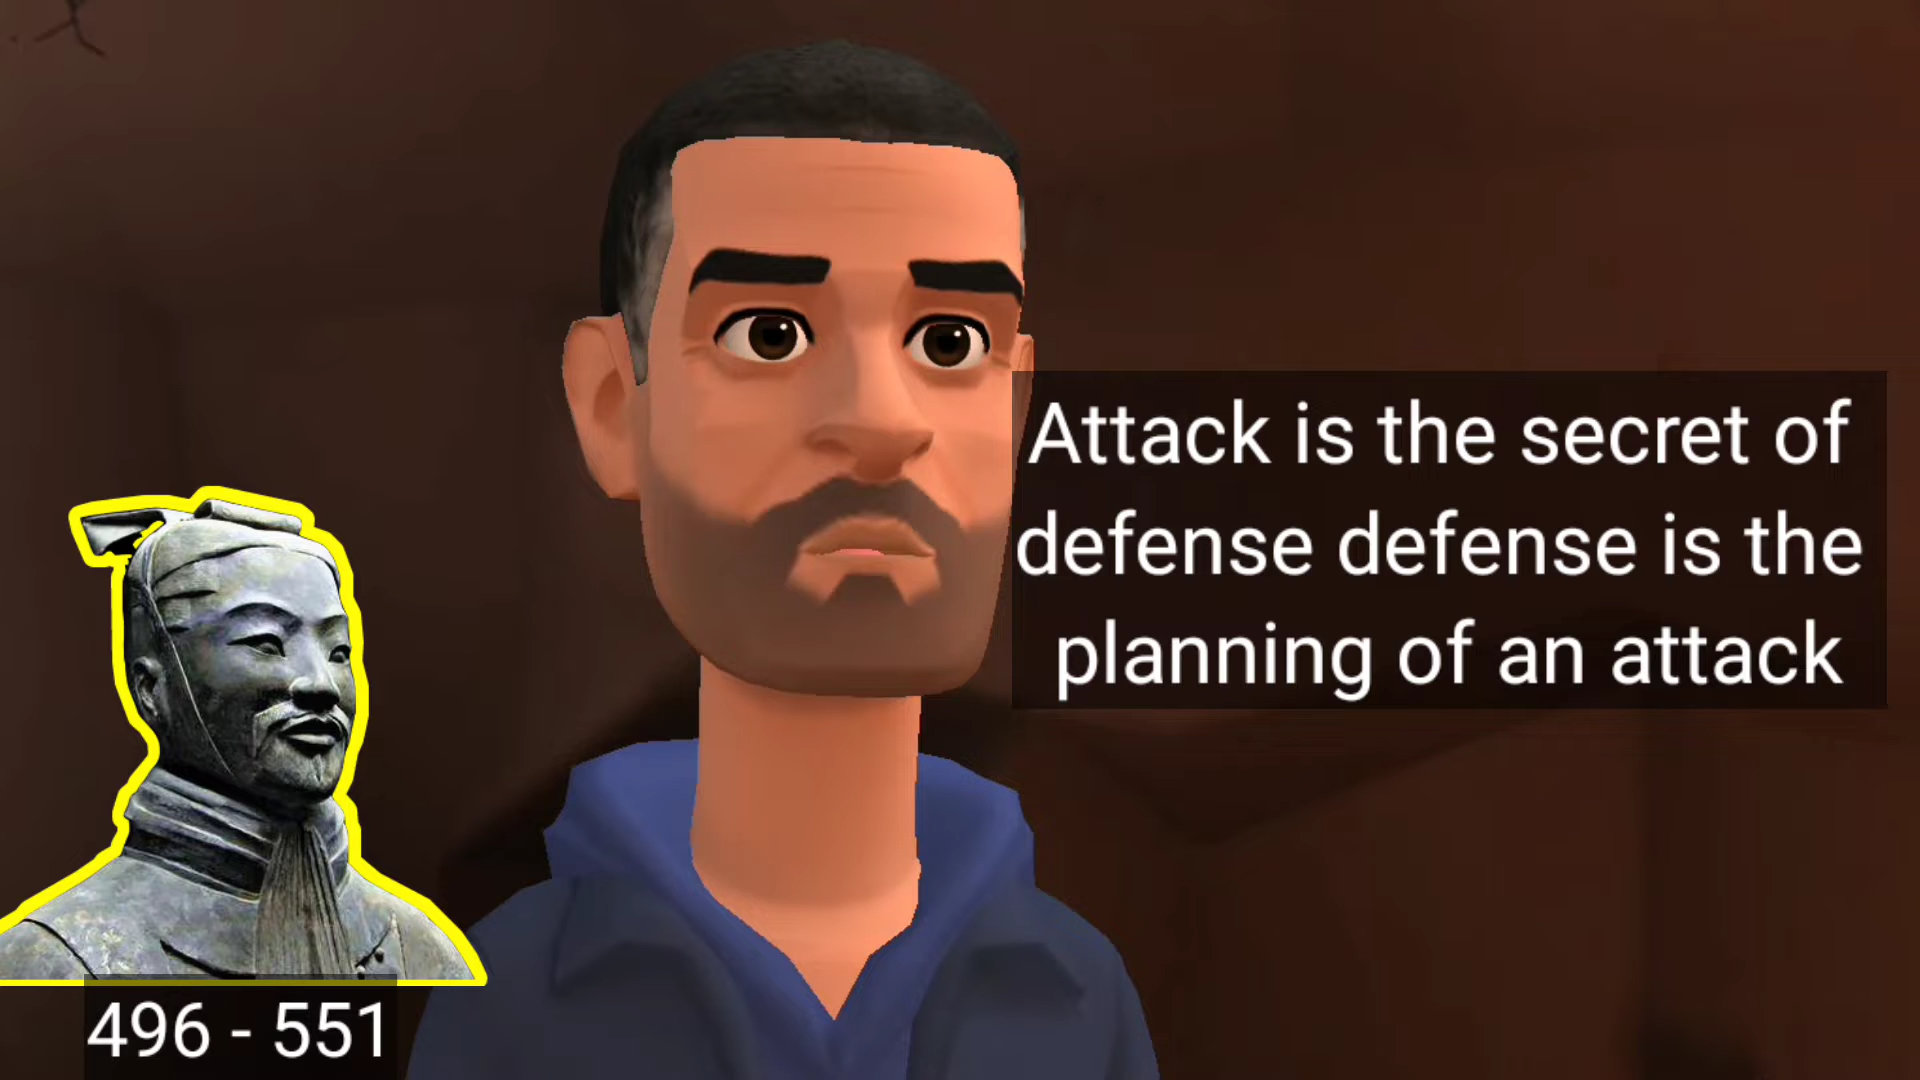 Attack is the secret of
defense defense is the
planning of an attack
496 - 551